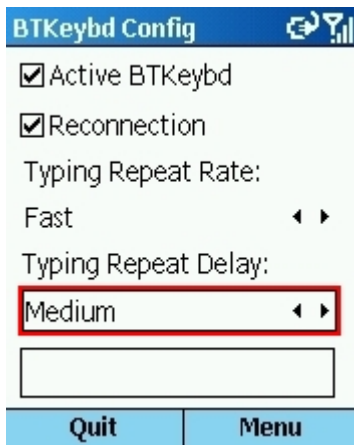 BTKeybd Config
Active BTKeybd
Reconnection
Typing Repeat Rate:
Fast
Typing Repeat Delay:
Medium
Quit Menu